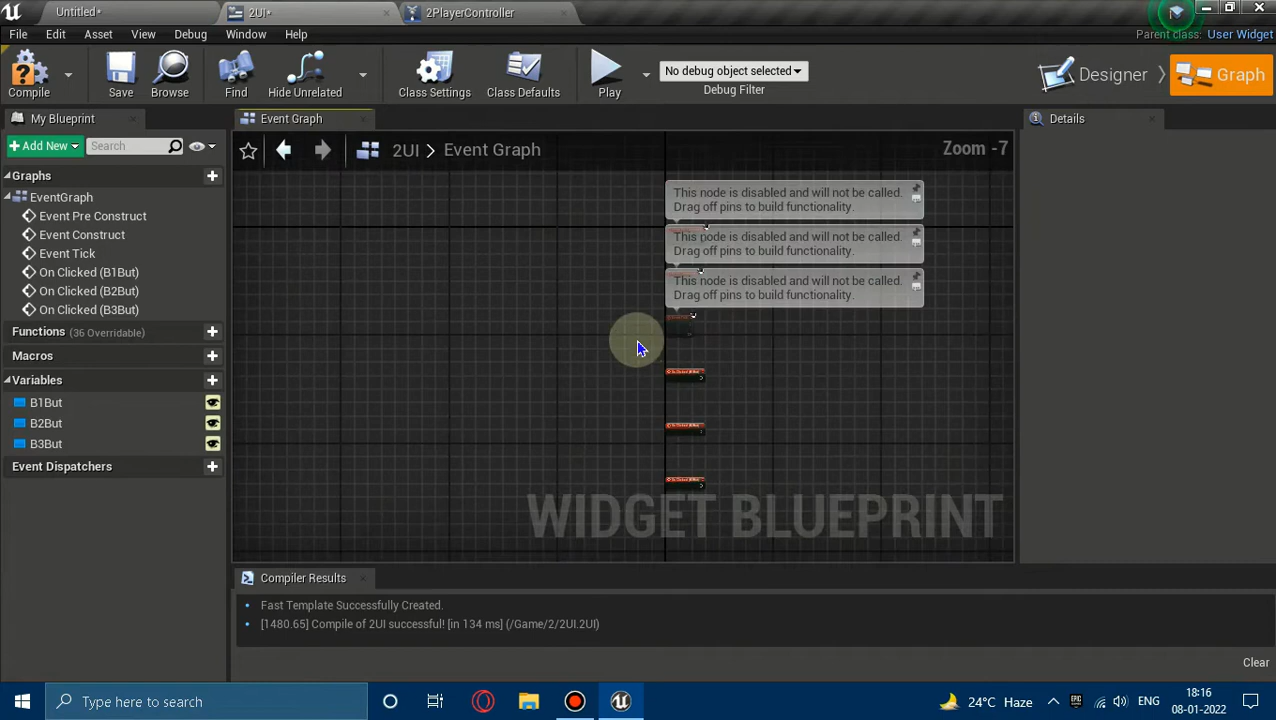 Untitled*
2UI*
2PlayerController
File
Edit
Asset
View
Debug
Window
Help
Parent class: User Widget
Compile
Save
Browse
Find
Hide Unrelated
Class Settings
Class Defaults
Play
No debug object selected
Debug Filter
Designer
Graph
My Blueprint
Event Graph
Details
Add New
Search
2UI > Event Graph
Zoom -7
Graphs
EventGraph
Event Pre Construct
Event Construct
Event Tick
On Clicked (B1But)
On Clicked (B2But)
On Clicked (B3But)
Functions (36 Overridable)
Macros
Variables
B1But
B2But
B3But
Event Dispatchers
This node is disabled and will not be called.
Drag off pins to build functionality.
This node is disabled and will not be called.
Drag off pins to build functionality.
This node is disabled and will not be called.
Drag off pins to build functionality.
WIDGET BLUEPRINT
Compiler Results
Fast Template Successfully Created.
[1480.65] Compile of 2UI successful! [in 134 ms] (/Game/2/2UI.2UI)
Clear
Type here to search
24°C Haze
ENG
18:16
08-01-2022